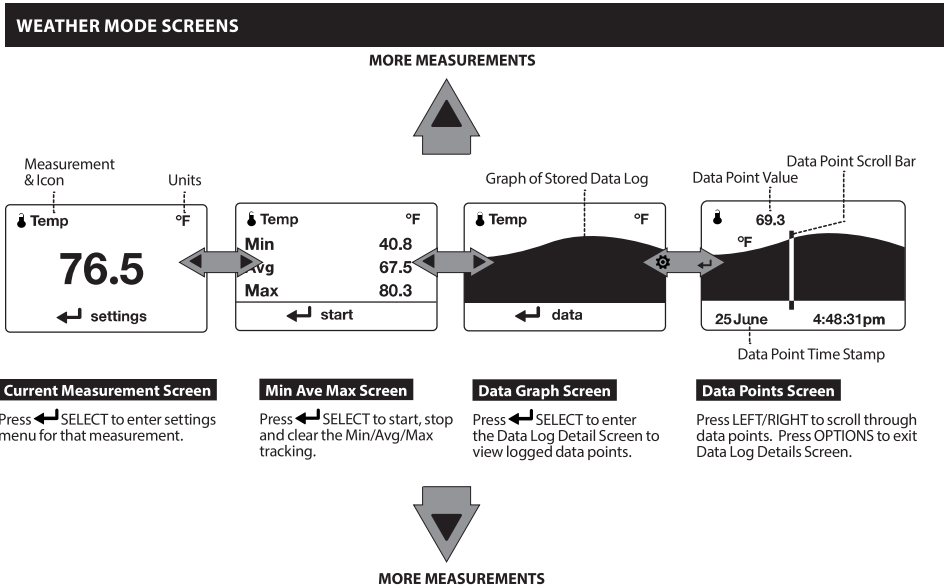 WEATHER MODE SCREENS
MORE MEASUREMENTS
Measurement
& Icon
Units
Graph of Stored Data Log
Data Point Value
Data Point Scroll Bar
Temp °F
76.5
settings
Temp °F
Min 40.8
Avg 67.5
Max 80.3
start
Temp °F
data
69.3
°F
25 June 4:48:31pm
Data Point Time Stamp
Current Measurement Screen
Press SELECT to enter settings
menu for that measurement.
Min Ave Max Screen
Press SELECT to start, stop
and clear the Min/Avg/Max
tracking.
Data Graph Screen
Press SELECT to enter
the Data Log Detail Screen to
view logged data points.
Data Points Screen
Press LEFT/RIGHT to scroll through
data points. Press OPTIONS to exit
Data Log Details Screen.
MORE MEASUREMENTS